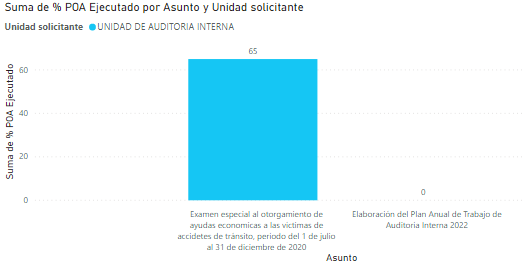 Suma de % POA Ejecutado por Asunto y Unidad solicitante
Unidad solicitante UNIDAD DE AUDITORIA INTERNA
Suma de % POA Ejecutado
60
40
20
0
65
0
Examen especial al otorgamiento de
ayudas economicas a las victimas de
accidetes de tránsito, periodo del 1 de julio
al 31 de diciembre de 2020
Elaboración del Plan Anual de Trabajo de
Auditoria Interna 2022
Asunto